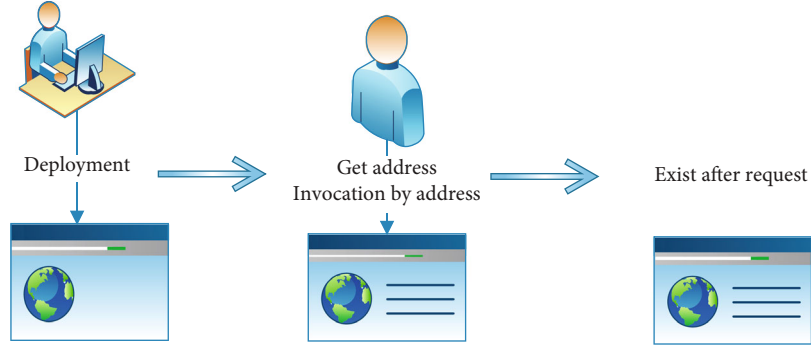 Deployment
Get address
Invocation by address
Exist after request